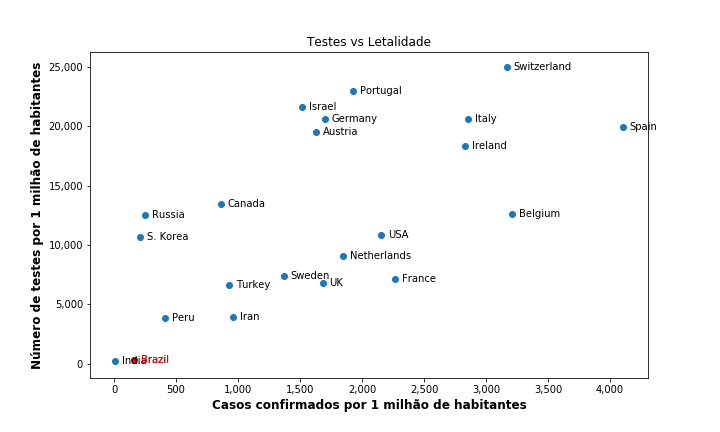 Testes vs Letalidade
Número de testes por 1 milhão de habitantes
25,000
20,000
15,000
10,000
5,000
0
Switzerland
Portugal
Israel
Germany
Italy
Austria
Spain
Ireland
Canada
Russia
Belgium
S. Korea
USA
Netherlands
Sweden
UK
France
Turkey
Peru
Iran
India
Brazil
0
500
1,000
1,500
2,000
2,500
3,000
3,500
4,000
Casos confirmados por 1 milhão de habitantes